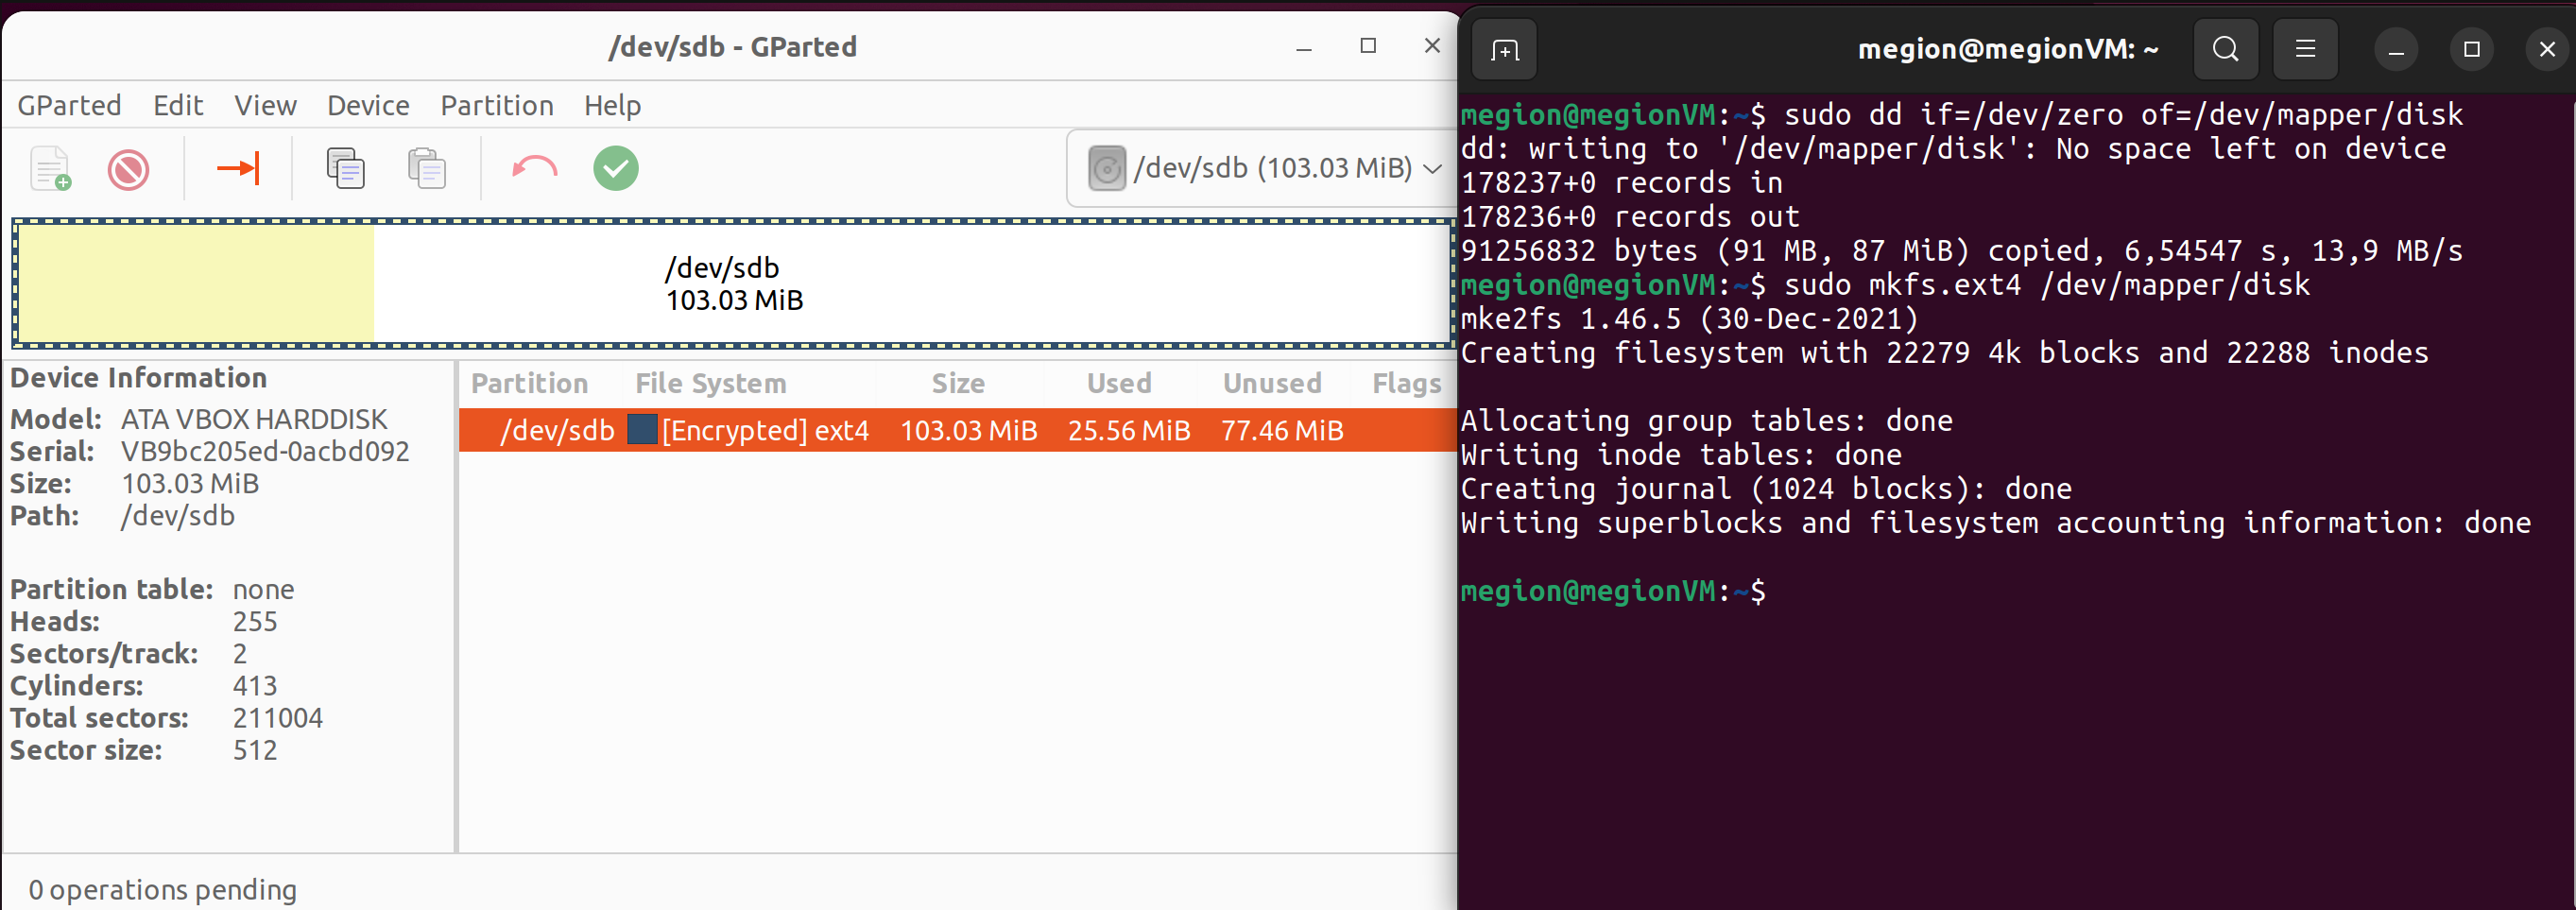 /dev/sdb - GParted
GParted Edit View Device Partition Help
/dev/sdb (103.03 MiB)
/dev/sdb
103.03 MiB
Device Information
Model: ATA VBOX HARDDISK
Serial: VB9bc205ed-0acbd092
Size: 103.03 MiB
Path: /dev/sdb
Partition table: none
Heads: 255
Sectors/track: 2
Cylinders: 413
Total sectors: 211004
Sector size: 512
Partition File System Size Used Unused Flags
/dev/sdb [Encrypted] ext4 103.03 MiB 25.56 MiB 77.46 MiB
0 operations pending
megion@megionVM: ~
megion@megionVM:~$ sudo dd if=/dev/zero of=/dev/mapper/disk
dd: writing to '/dev/mapper/disk': No space left on device
178237+0 records in
178236+0 records out
91256832 bytes (91 MB, 87 MiB) copied, 6,54547 s, 13,9 MB/s
megion@megionVM:~$ sudo mkfs.ext4 /dev/mapper/disk
mke2fs 1.46.5 (30-Dec-2021)
Creating filesystem with 22279 4k blocks and 22288 inodes
Allocating group tables: done
Writing inode tables: done
Creating journal (1024 blocks): done
Writing superblocks and filesystem accounting information: done
megion@megionVM:~$